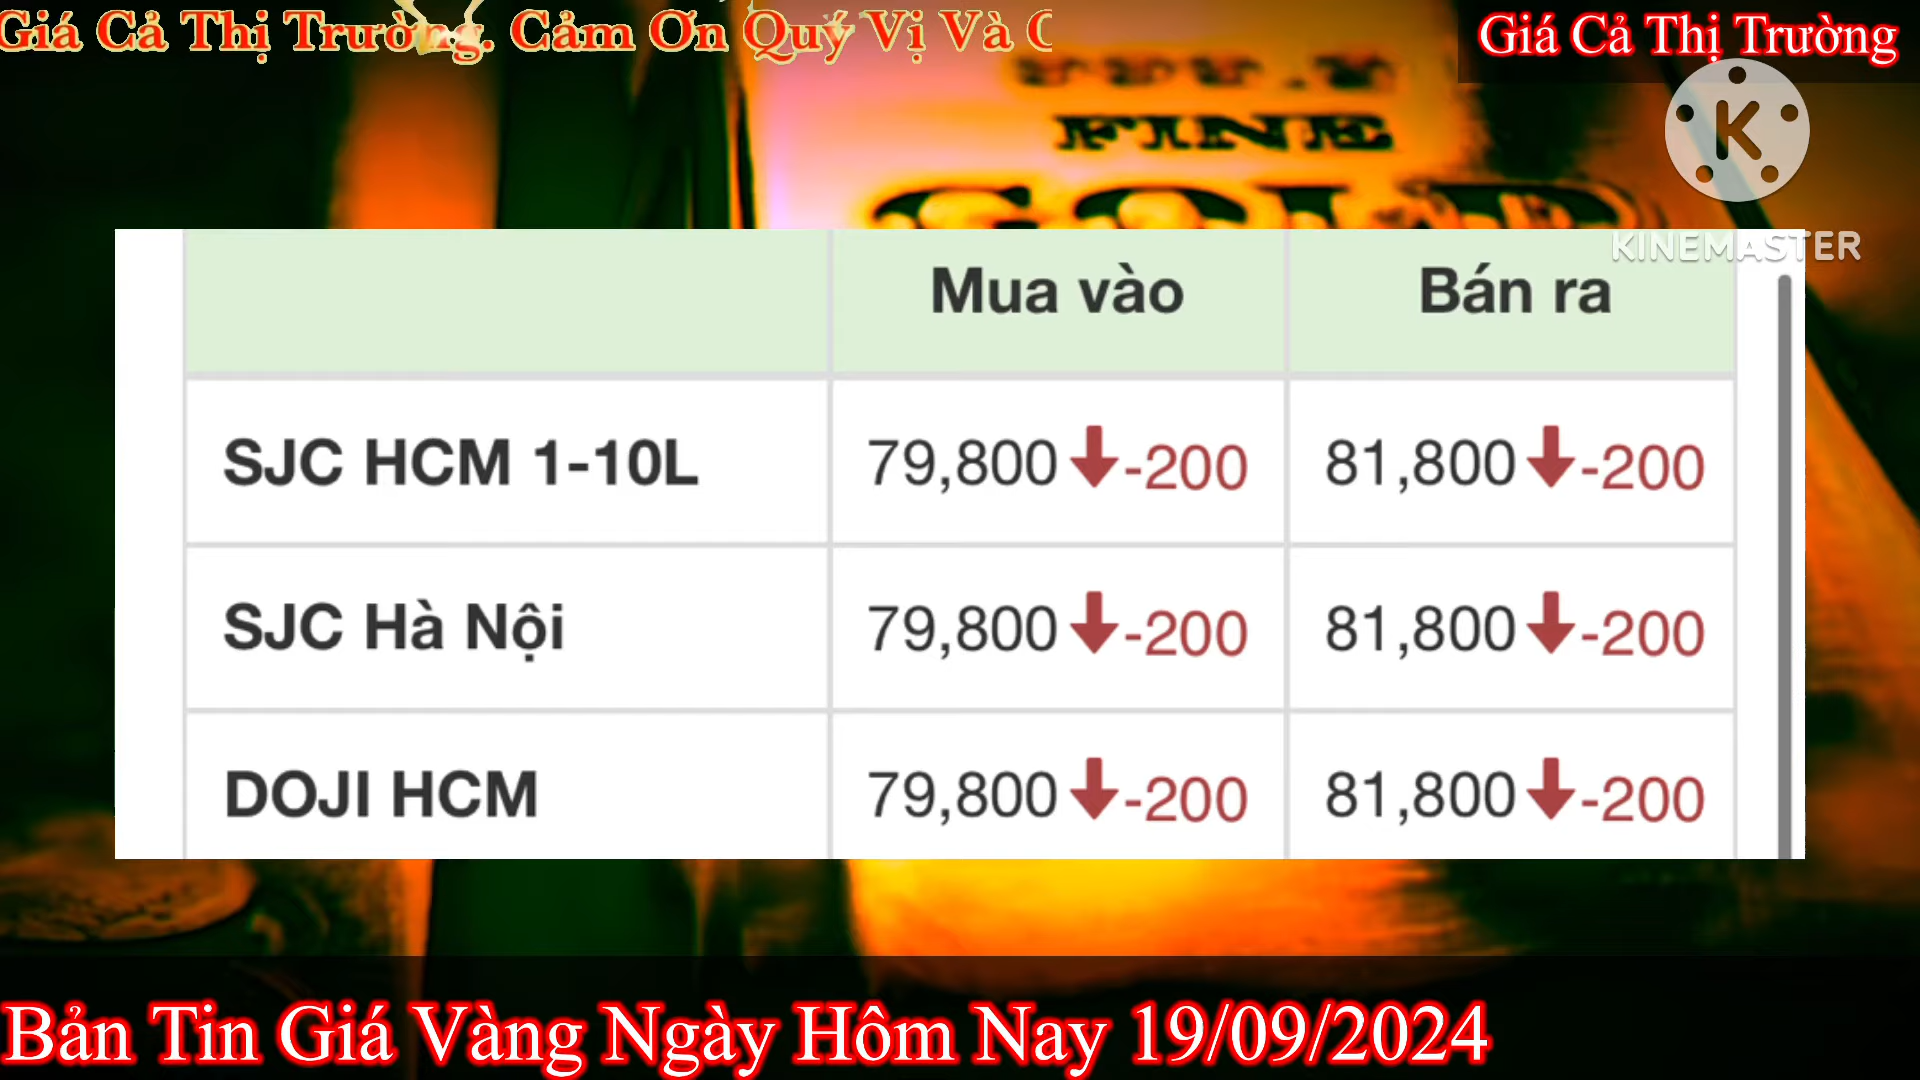 Giá Cả Thị Trường. Cảm Ơn Quý Vị Và
Giá Cả Thị Trường
FINE
GOLD
K
KINEMASTER
Mua vào Bán ra
SJC HCM 1-10L 79,800 -200 81,800 -200
SJC Hà Nội 79,800 -200 81,800 -200
DOJI HCM 79,800 -200 81,800 -200
Bản Tin Giá Vàng Ngày Hôm Nay 19/09/2024